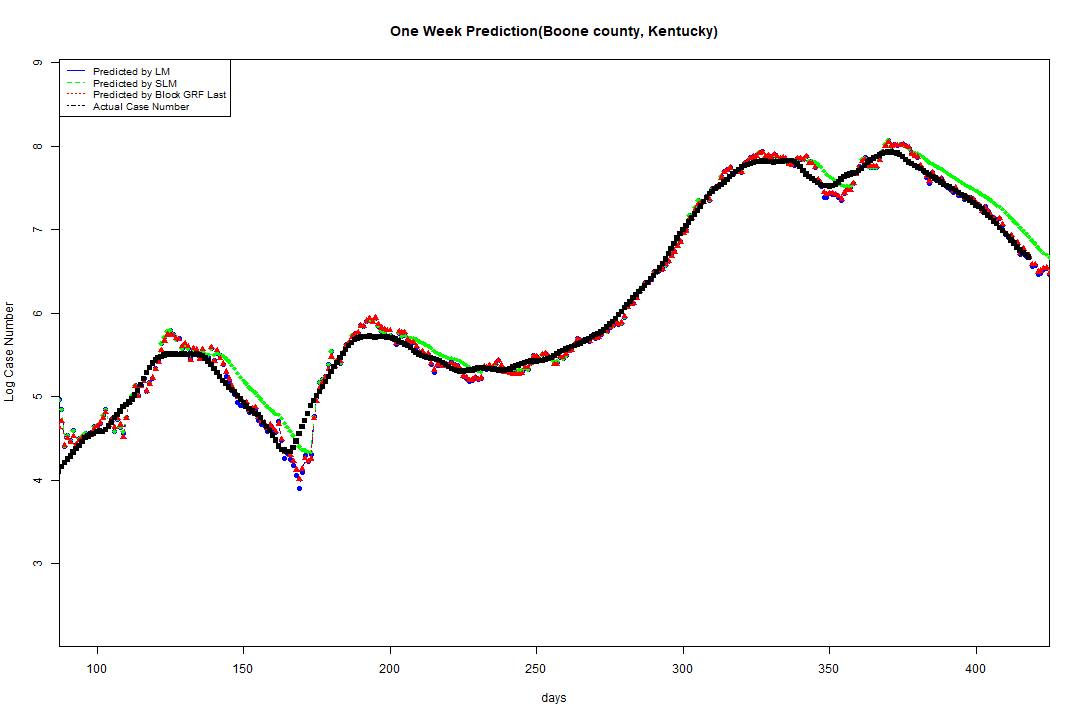 One Week Prediction(Boone county, Kentucky)
Predicted by LM
Predicted by SLM
Predicted by Block GRF Last
Actual Case Number
Log Case Number
9
8
7
6
5
4
3
100 150 200 250 300 350 400
days